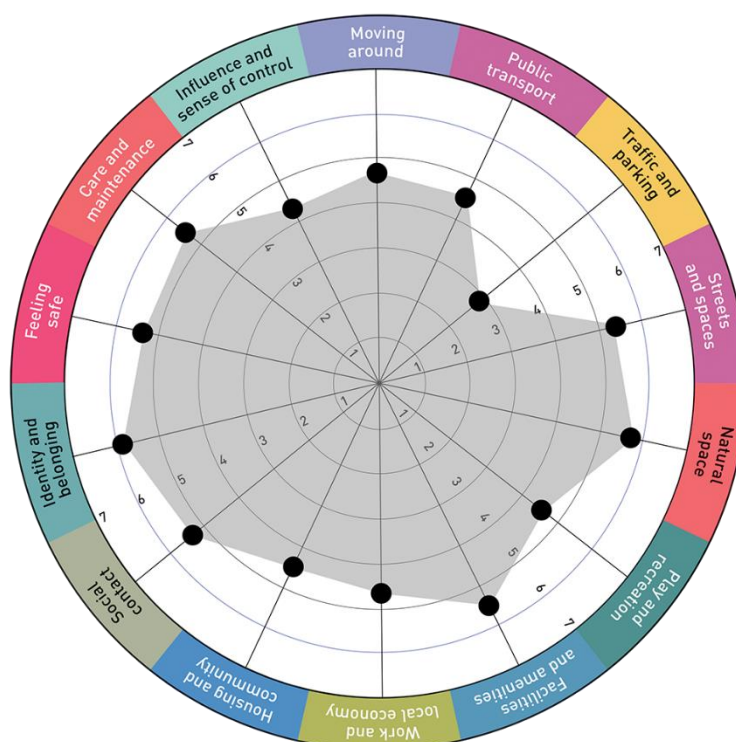 Moving
around
Public
transport
Traffic and
parking
Streets
and spaces
Natural
space
Play and
recreation
Facilities
and amenities
Work and
local economy
Housing and
community
Social
contact
Identity and
belonging
Feeling
safe
Care and
maintenance
Influence and
sense of control
7
6
5
4
3
2
1
1
2
3
4
5
6
7
1
2
3
4
5
6
7
1
2
3
4
5
6
7